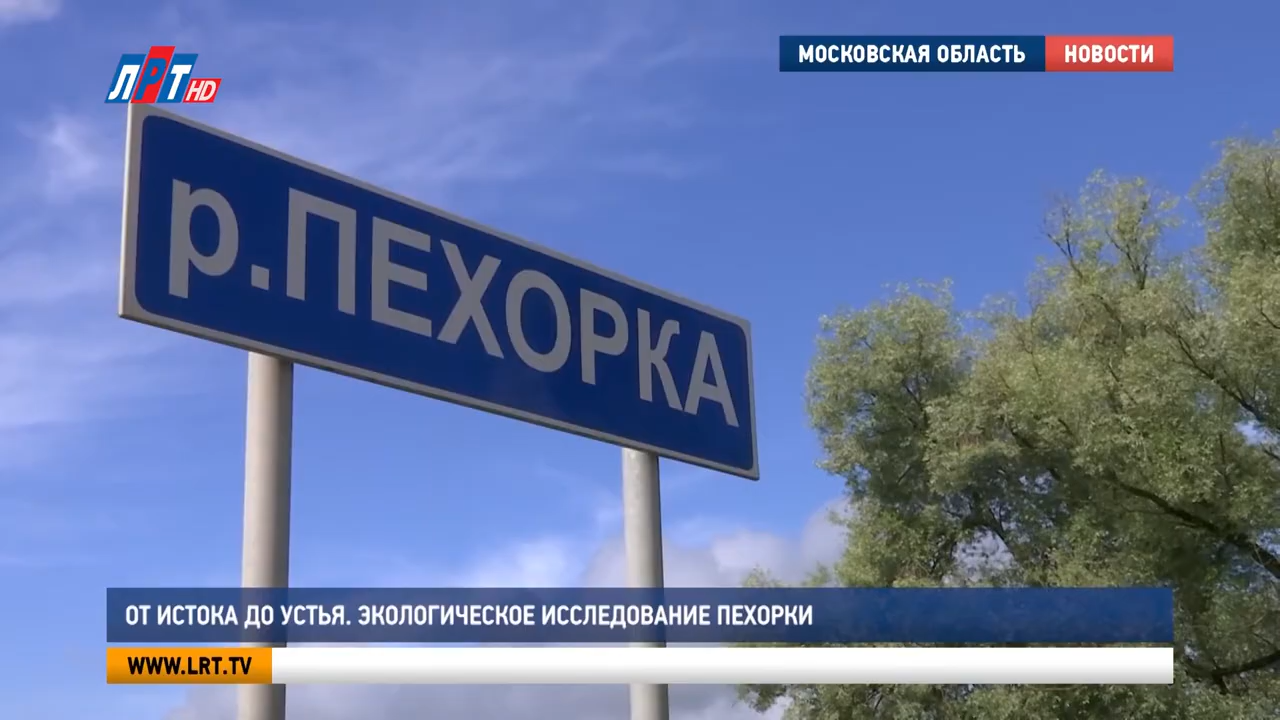 ЛРТ HD
МОСКОВСКАЯ ОБЛАСТЬ НОВОСТИ
р.ПЕХОРКА
ОТ ИСТОКА ДО УСТЬЯ. ЭКОЛОГИЧЕСКОЕ ИССЛЕДОВАНИЕ ПЕХОРКИ
WWW.LRT.TV